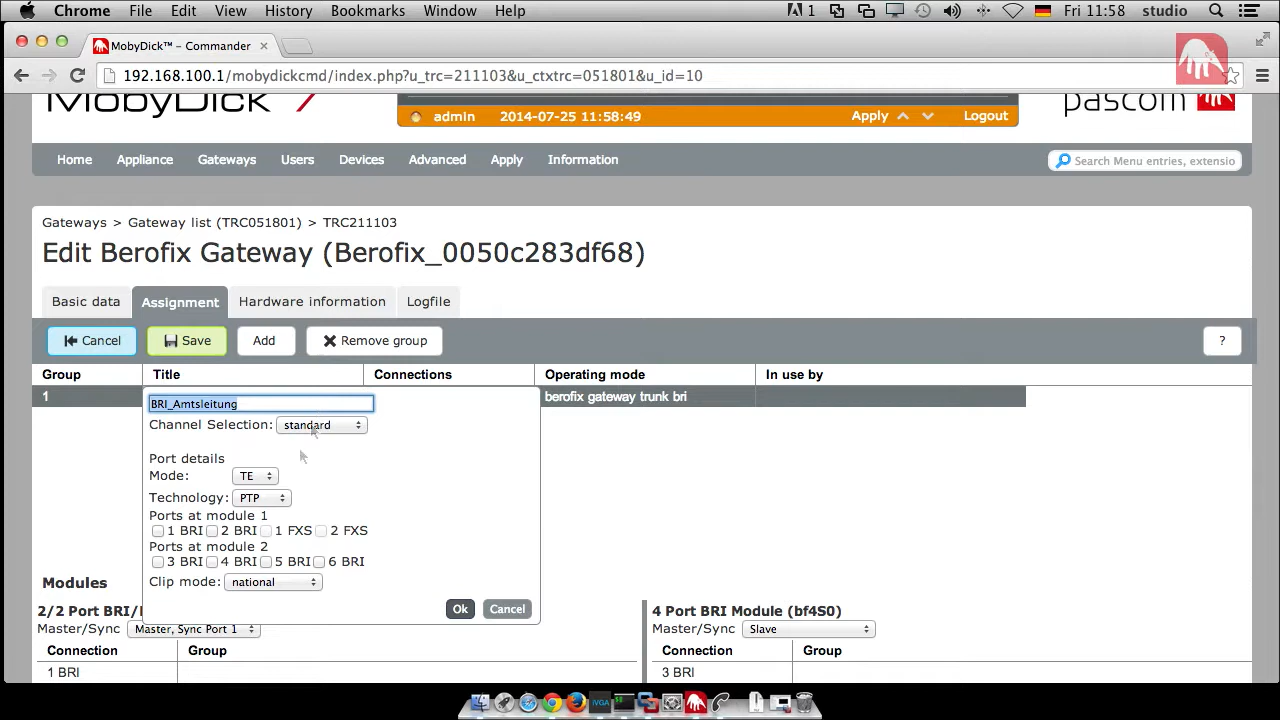 Chrome File Edit View History Bookmarks Window Help 1 Fri 11:58 studio
MobyDick™ – Commander
192.168.100.1/mobydickcmd/index.php?u_trc=211103&u_ctxtrc=051801&u_id=10
MobyDick 7
pascom
admin 2014-07-25 11:58:49 Apply Logout
Home Appliance Gateways Users Devices Advanced Apply Information Search Menu entries, extensio
Gateways > Gateway list (TRC051801) > TRC211103
Edit Berofix Gateway (Berofix_0050c283df68)
Basic data Assignment Hardware information Logfile
Cancel Save Add Remove group ?
Group Title Connections Operating mode In use by
1 berofix gateway trunk bri
BRI_Amtsleitung
Channel Selection: standard
Port details
Mode: TE
Technology: PTP
Ports at module 1
1 BRI 2 BRI 1 FXS 2 FXS
Ports at module 2
3 BRI 4 BRI 5 BRI 6 BRI
Clip mode: national
Ok Cancel
Modules
2/2 Port BRI/
Master/Sync Master, Sync Port 1
Connection Group
1 BRI
4 Port BRI Module (bf4S0)
Master/Sync Slave
Connection Group
3 BRI